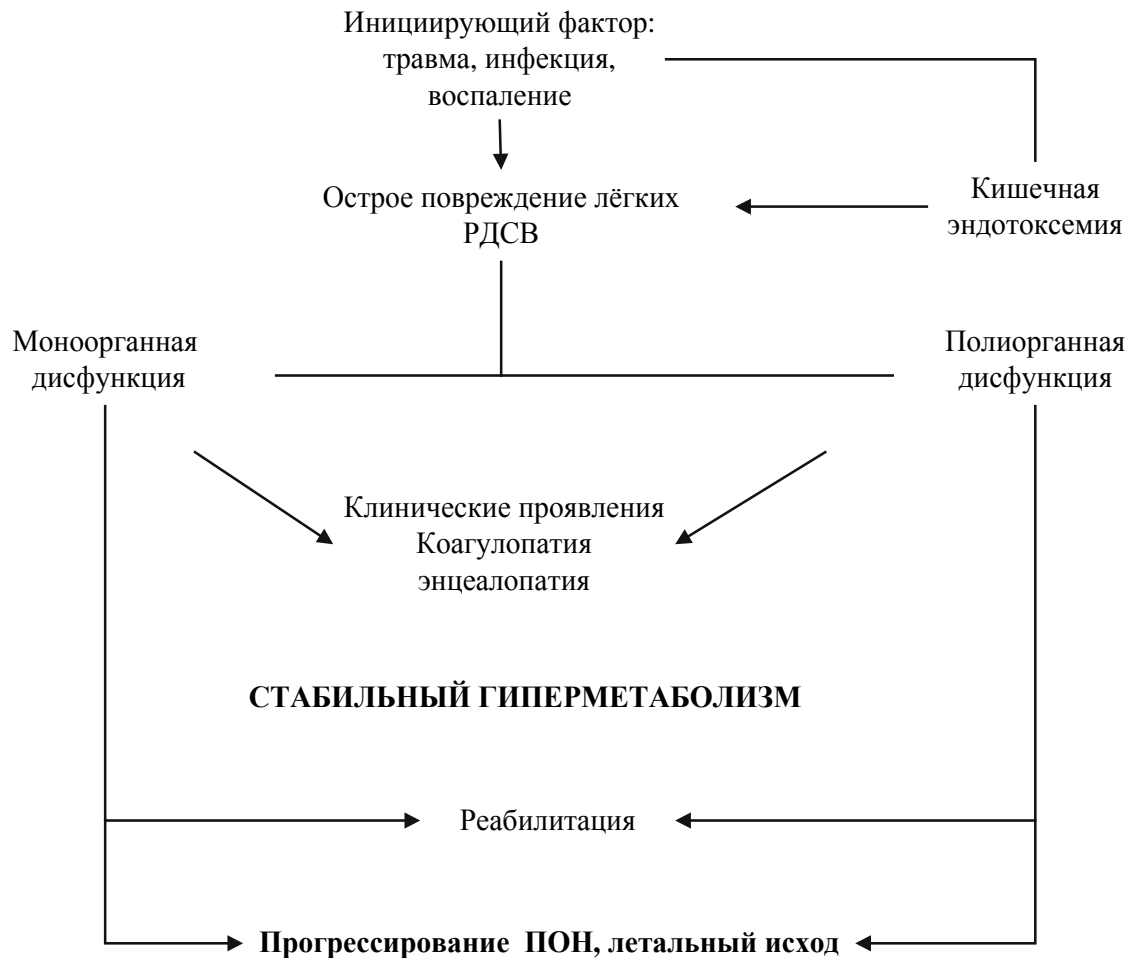 Инициирующий фактор:
травма, инфекция,
воспаление
Острое повреждение лёгких
РДСВ
Кишечная
эндотоксемия
Моноорганная
дисфункция
Полиорганная
дисфункция
Клинические проявления
Коагулопатия
энцеалопатия
СТАБИЛЬНЫЙ ГИПЕРМЕТАБОЛИЗМ
Реабилитация
Прогрессирование ПОН, летальный исход